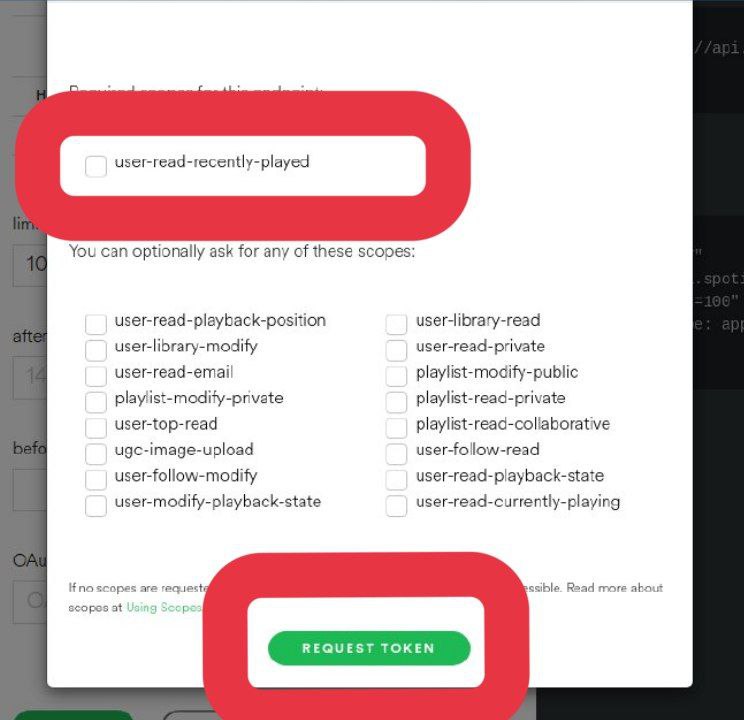 //api.
H
Required scopes for this endpoint:
user-read-recently-played
lim
You can optionally ask for any of these scopes:
10
.spoti
=100"
e: app
user-read-playback-position
user-library-read
user-library-modify
user-read-private
after
user-read-email
playlist-modify-public
14
playlist-modify-private
playlist-read-private
user-top-read
playlist-read-collaborative
befo
ugc-image-upload
user-follow-read
user-follow-modify
user-read-playback-state
user-modify-playback-state
user-read-currently-playing
OAu
If no scopes are requeste
essible. Read more about
O
scopes at Using Scopes
REQUEST TOKEN